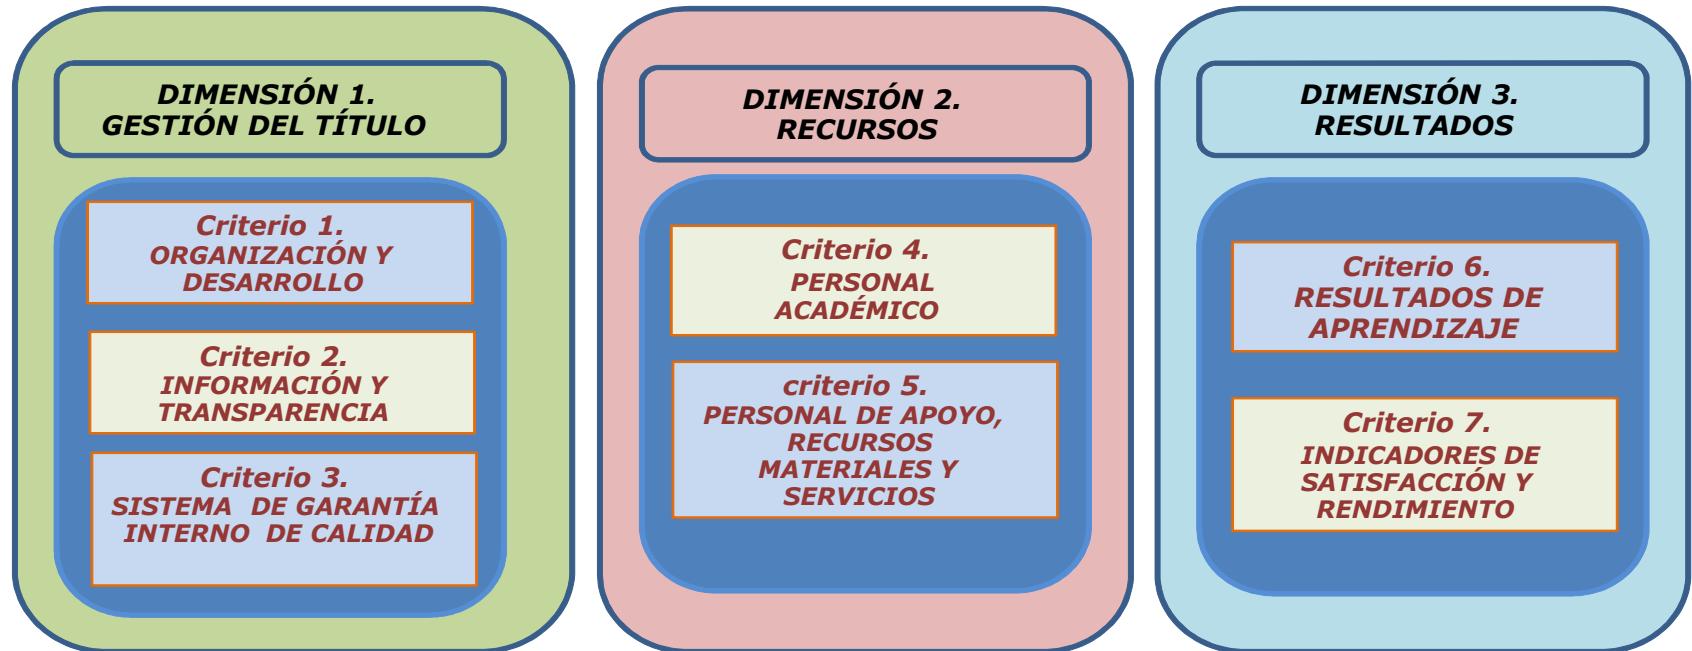 DIMENSIÓN 1.
GESTIÓN DEL TÍTULO
Criterio 1.
ORGANIZACIÓN Y
DESARROLLO
Criterio 2.
INFORMACIÓN Y
TRANSPARENCIA
Criterio 3.
SISTEMA DE GARANTÍA
INTERNO DE CALIDAD
DIMENSIÓN 2.
RECURSOS
Criterio 4.
PERSONAL
ACADÉMICO
criterio 5.
PERSONAL DE APOYO,
RECURSOS
MATERIALES Y
SERVICIOS
DIMENSIÓN 3.
RESULTADOS
Criterio 6.
RESULTADOS DE
APRENDIZAJE
Criterio 7.
INDICADORES DE
SATISFACCIÓN Y
RENDIMIENTO